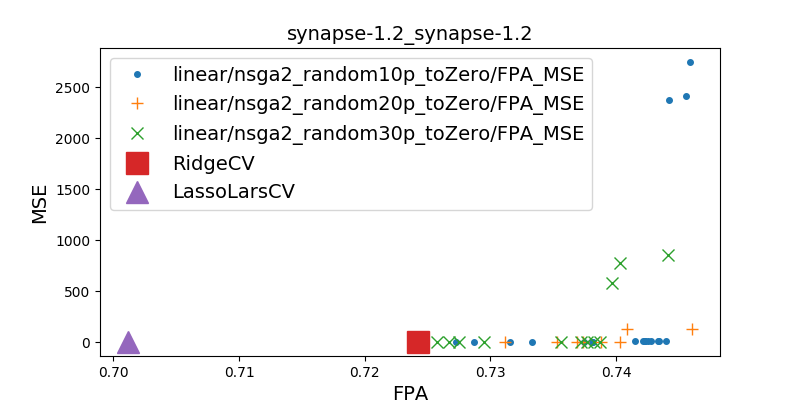 synapse-1.2_synapse-1.2
linear/nsga2_random10p_toZero/FPA_MSE
linear/nsga2_random20p_toZero/FPA_MSE
linear/nsga2_random30p_toZero/FPA_MSE
RidgeCV
LassoLarsCV
MSE
2500
2000
1500
1000
500
0
0.70 0.71 0.72 0.73 0.74
FPA